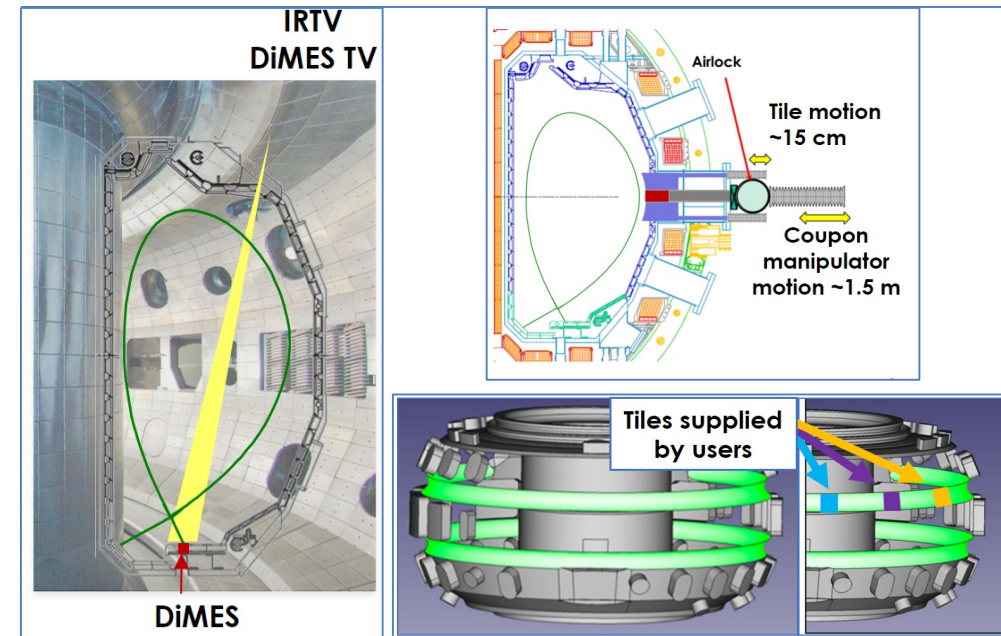 IRTV
DiMES TV
DiMES
Airlock
Tile motion
~15 cm
Coupon
manipulator
motion ~1.5 m
Tiles supplied
by users